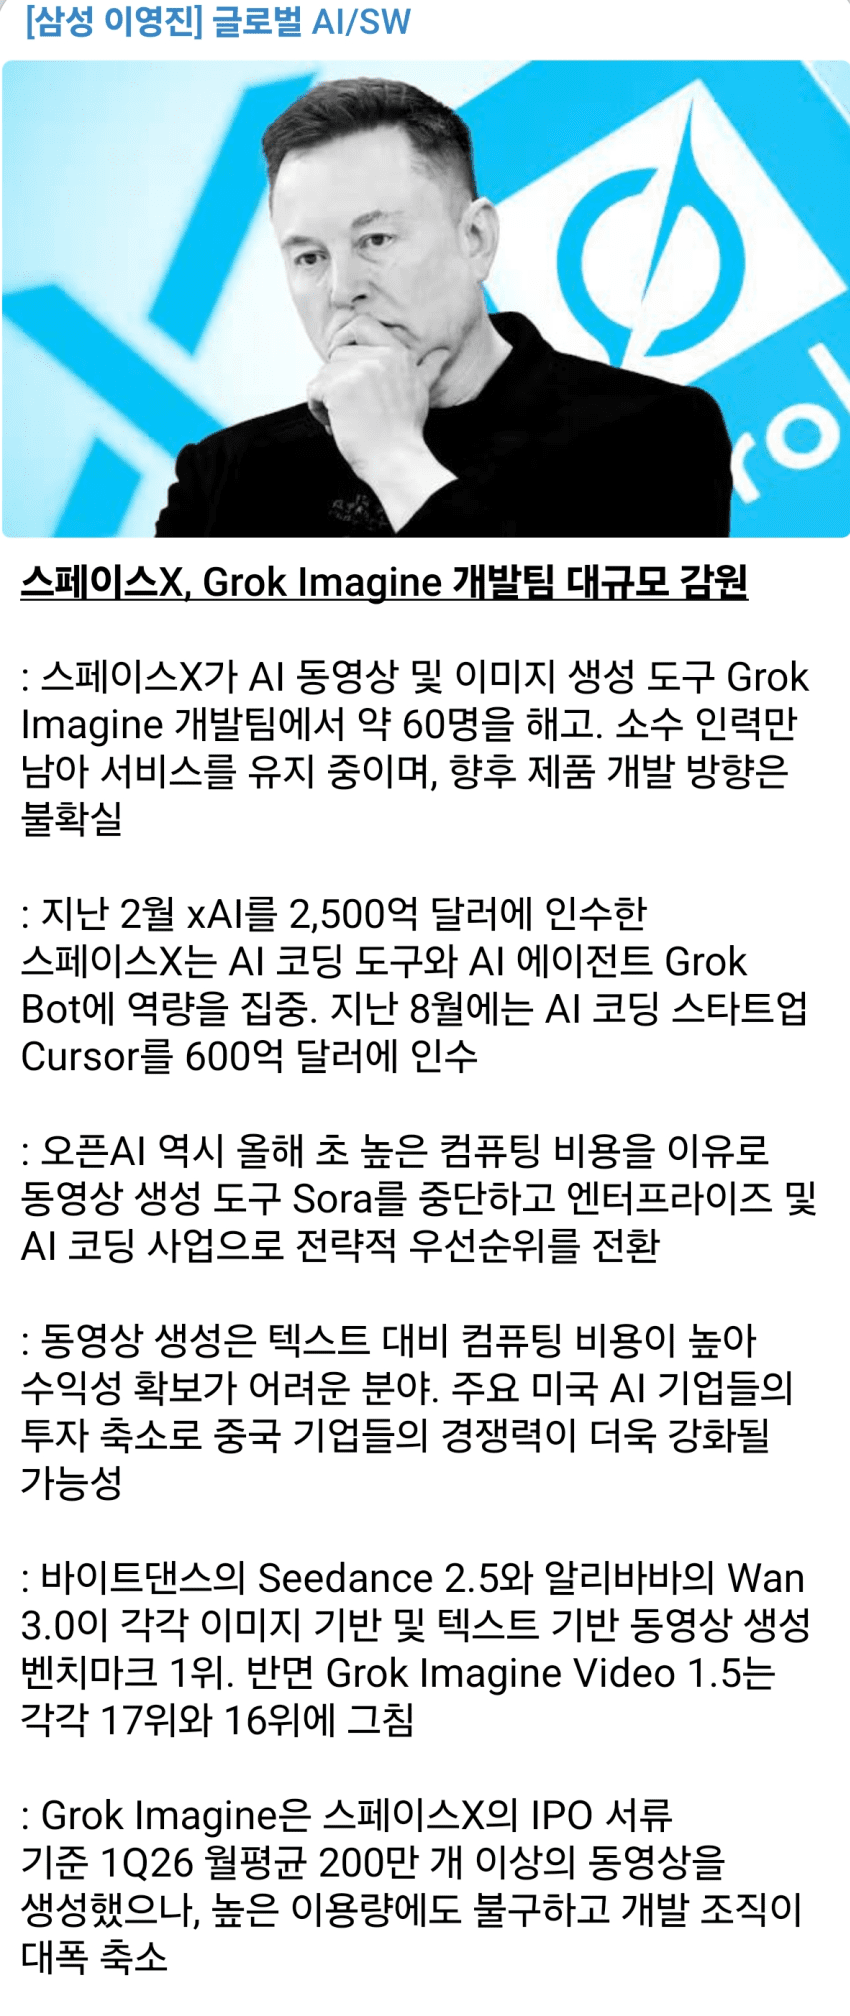 [삼성 이영진] 글로벌 AI/SW
rok
스페이스X, Grok Imagine 개발팀 대규모 감원
: 스페이스X가 AI 동영상 및 이미지 생성 도구 Grok
Imagine 개발팀에서 약 60명을 해고. 소수 인력만
남아 서비스를 유지 중이며, 향후 제품 개발 방향은
불확실
: 지난 2월 xAI를 2,500억 달러에 인수한
스페이스X는 AI 코딩 도구와 AI 에이전트 Grok
Bot에 역량을 집중. 지난 8월에는 AI 코딩 스타트업
Cursor를 600억 달러에 인수
: 오픈AI 역시 올해 초 높은 컴퓨팅 비용을 이유로
동영상 생성 도구 Sora를 중단하고 엔터프라이즈 및
AI 코딩 사업으로 전략적 우선순위를 전환
: 동영상 생성은 텍스트 대비 컴퓨팅 비용이 높아
수익성 확보가 어려운 분야. 주요 미국 AI 기업들의
투자 축소로 중국 기업들의 경쟁력이 더욱 강화될
가능성
: 바이트댄스의 Seedance 2.5와 알리바바의 Wan
3.0이 각각 이미지 기반 및 텍스트 기반 동영상 생성
벤치마크 1위. 반면 Grok Imagine Video 1.5는
각각 17위와 16위에 그침
: Grok Imagine은 스페이스X의 IPO 서류
기준 1Q26 월평균 200만 개 이상의 동영상을
생성했으나, 높은 이용량에도 불구하고 개발 조직이
대폭 축소